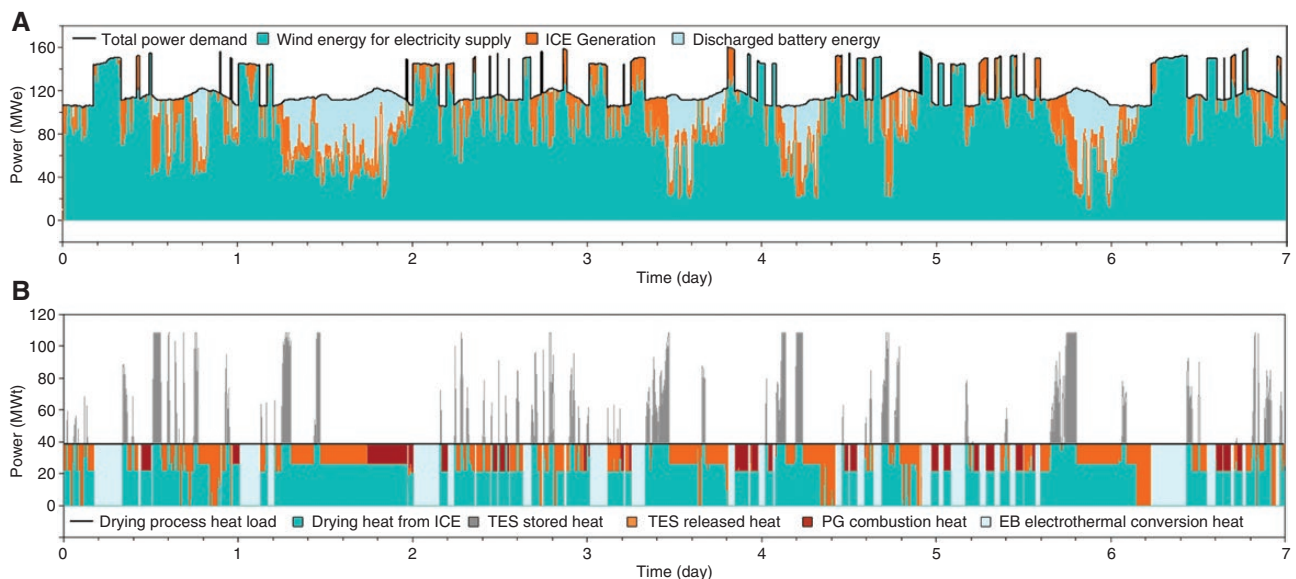 A
Total power demand Wind energy for electricity supply ICE Generation Discharged battery energy
Power (MWe)
160
120
80
40
0
0 1 2 3 4 5 6 7
Time (day)
B
Power (MWt)
120
100
80
60
40
20
0
Drying process heat load Drying heat from ICE TES stored heat TES released heat PG combustion heat EB electrothermal conversion heat
0 1 2 3 4 5 6 7
Time (day)